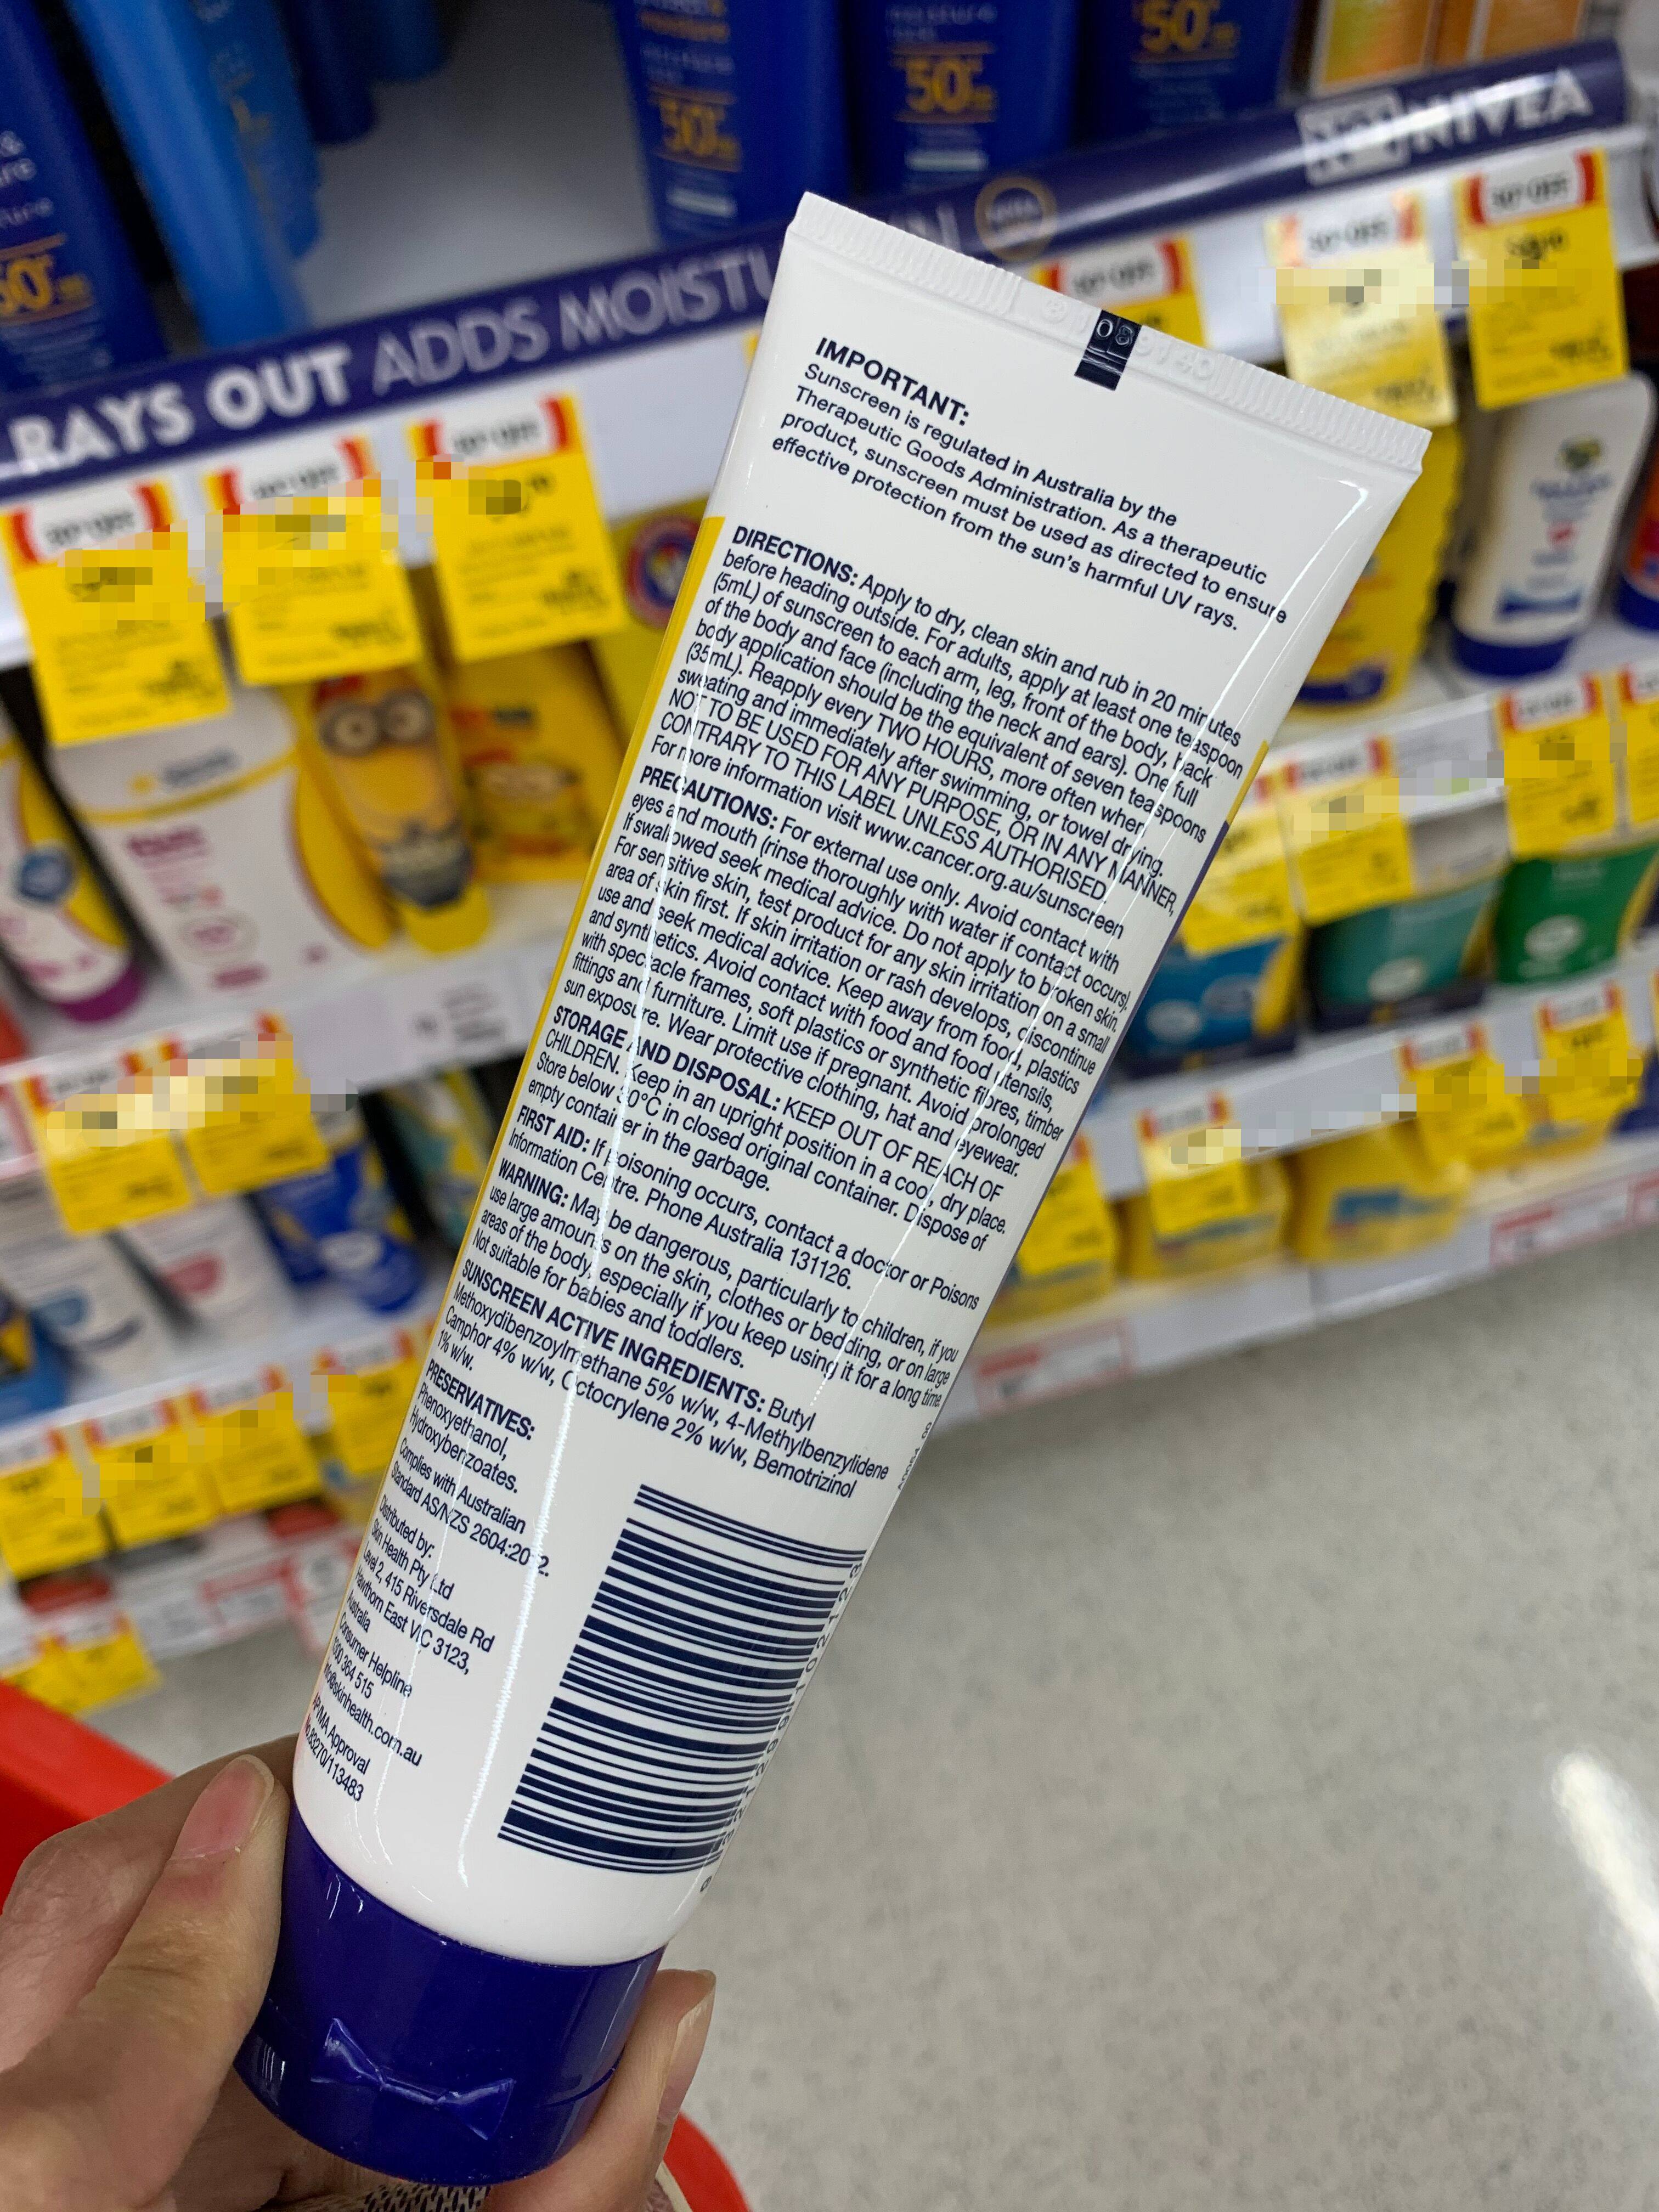 RAYS OUT ADDS MOISTU
NIVEA
IMPORTANT:
Sunscreen is regulated in Australia by the
Therapeutic Goods Administration. As a therapeutic
product, sunscreen must be used as directed to ensure
effective protection from the sun's harmful UV rays.
DIRECTIONS: Apply to dry, clean skin and rub in 20 minutes
before heading outside. For adults, apply at least one teaspoon
(5mL) of sunscreen to each arm, leg, front of the body, back
of the body and face (including the neck and ears). One full
body application should be the equivalent of seven teaspoons
(35mL). Reapply every TWO HOURS, more often when
sweating and immediately after swimming, or towel drying.
NOT TO BE USED FOR ANY PURPOSE, OR IN ANY MANNER,
CONTRARY TO THIS LABEL UNLESS AUTHORISED.
For more information visit www.cancer.org.au/sunscreen
PRECAUTIONS: For external use only. Avoid contact with
eyes and mouth (rinse thoroughly with water if contact occurs).
If swallowed seek medical advice. Do not apply to broken skin.
For sensitive skin, test product for any skin irritation on a small
area of skin first. If skin irritation or rash develops, discontinue
use and seek medical advice. Keep away from food, plastics
and synthetics. Avoid contact with food and food utensils,
with spectacle frames, soft plastics or synthetic fibres, timber
fittings and furniture. Limit use if pregnant. Avoid prolonged
sun exposure. Wear protective clothing, hat and eyewear.
STORAGE AND DISPOSAL: KEEP OUT OF REACH OF
CHILDREN. Keep in an upright position in a cool dry place.
Store below 30°C in closed original container. Dispose of
empty container in the garbage.
FIRST AID: If poisoning occurs, contact a doctor or Poisons
Information Centre. Phone Australia 131126.
WARNING: May be dangerous, particularly to children, if you
use large amounts on the skin, clothes or bedding, or on large
areas of the body, especially if you keep using it for a long time.
Not suitable for babies and toddlers.
SUNSCREEN ACTIVE INGREDIENTS: Butyl
Methoxydibenzoylmethane 5% w/w, 4-Methylbenzylidene
Camphor 4% w/w, Octocrylene 2% w/w, Bemotrizinol
1% w/w.
PRESERVATIVES:
Phenoxyethanol,
Hydroxybenzoates.
Complies with Australian
Standard AS/NZS 2604:2012.
Distributed by:
Skin Health Pty Ltd
Level 2, 415 Riversdale Rd
Hawthorn East VIC 3123,
Australia
Consumer Helpline
364 515
info@skinhealth.com.au
APVMA Approval
No.83270/113483